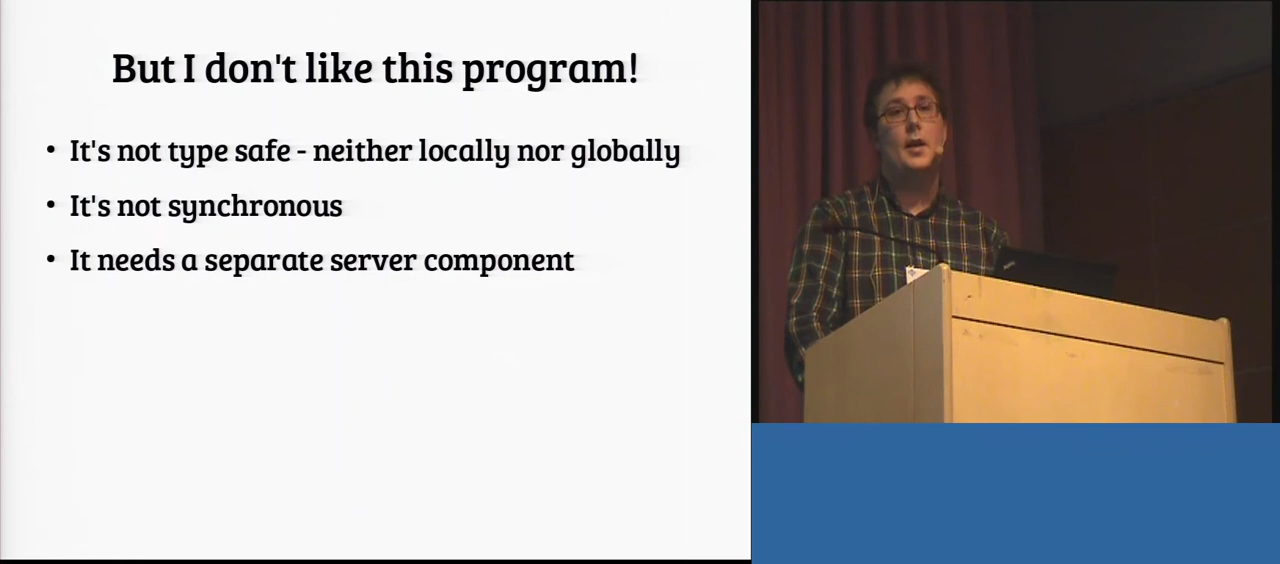 But I don't like this program!
• It's not type safe - neither locally nor globally
• It's not synchronous
• It needs a separate server component